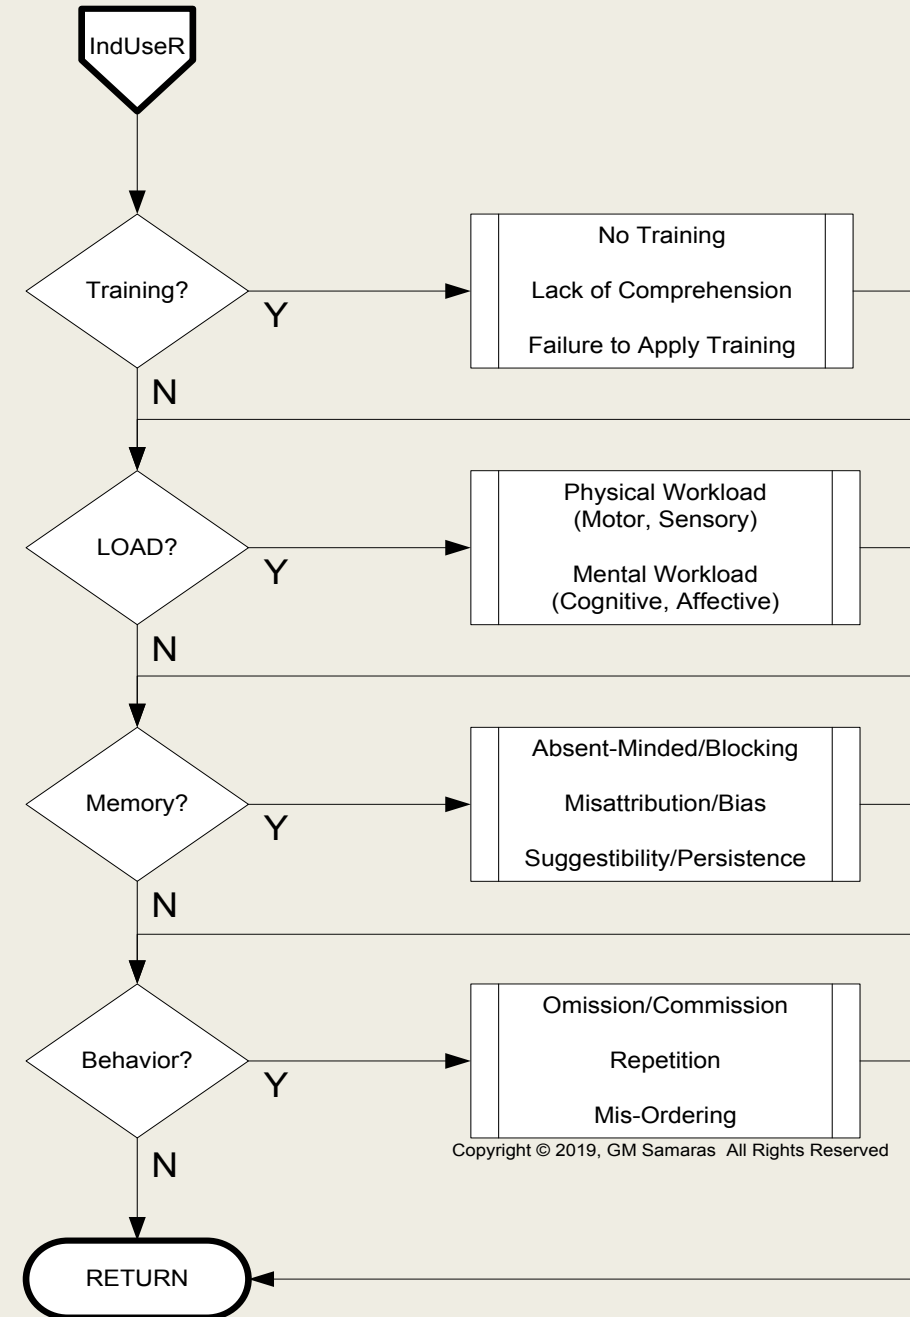 IndUseR
Training?
Y
No Training
Lack of Comprehension
Failure to Apply Training
N
LOAD?
Y
Physical Workload
(Motor, Sensory)
Mental Workload
(Cognitive, Affective)
N
Memory?
Y
Absent-Minded/Blocking
Misattribution/Bias
Suggestibility/Persistence
N
Behavior?
Y
Omission/Commission
Repetition
Mis-Ordering
Copyright © 2019, GM Samaras  All Rights Reserved
N
RETURN